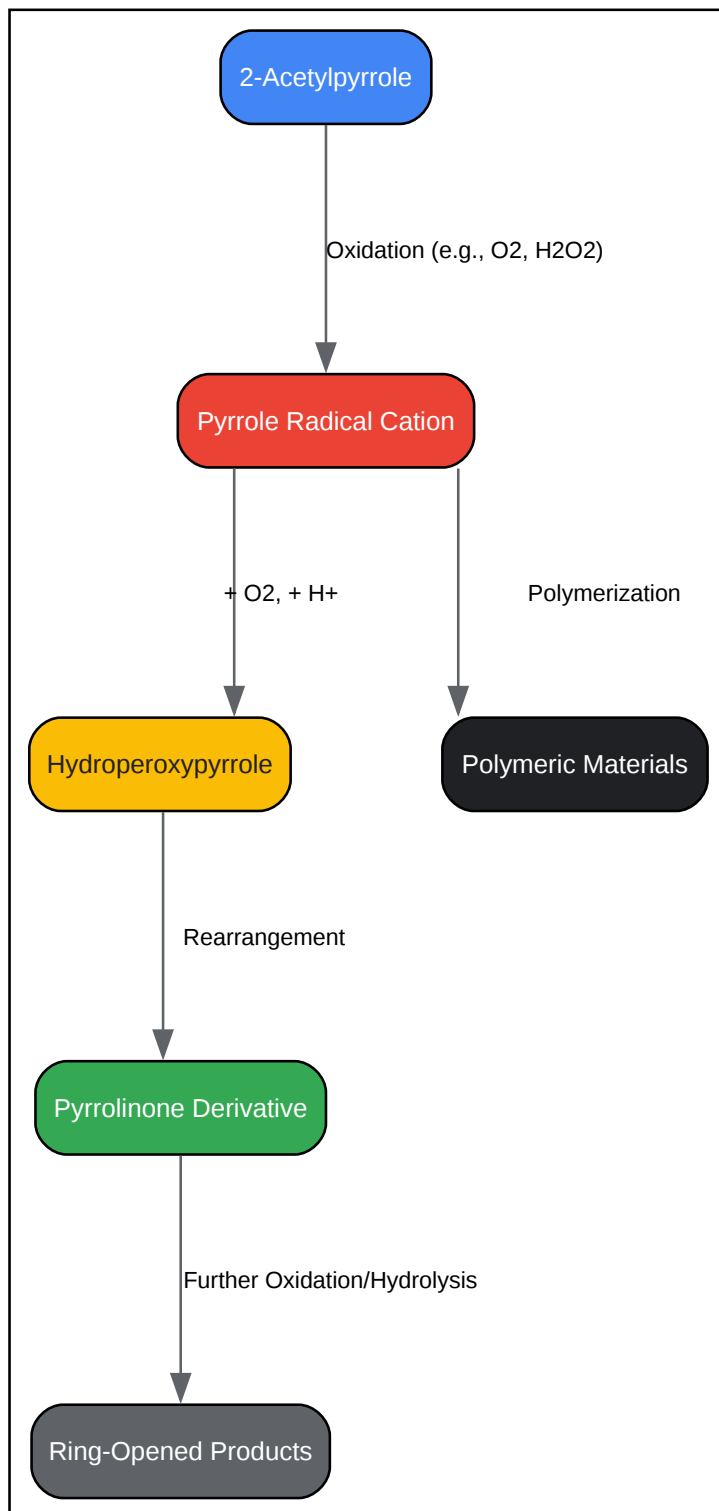 2-Acetylpyrrole
Oxidation (e.g., O2, H2O2)
Pyrrole Radical Cation
+ O2, + H+
Polymerization
Hydroperoxypyrrole
Polymeric Materials
Rearrangement
Pyrrolinone Derivative
Further Oxidation/Hydrolysis
Ring-Opened Products